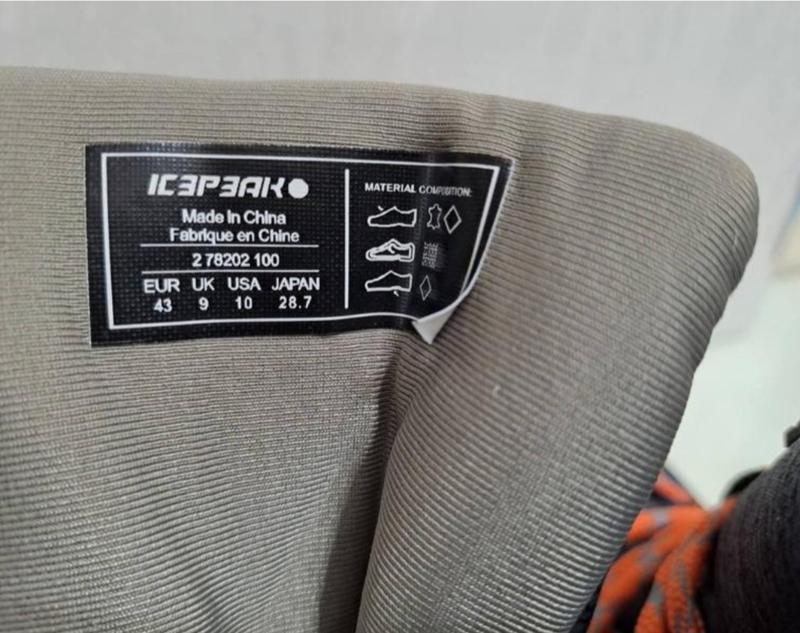 ICEPEAK
Made in China
Fabriqué en Chine
2 78202 100
EUR UK USA JAPAN
43 9 10 28.7
MATERIAL COMPOSITION: